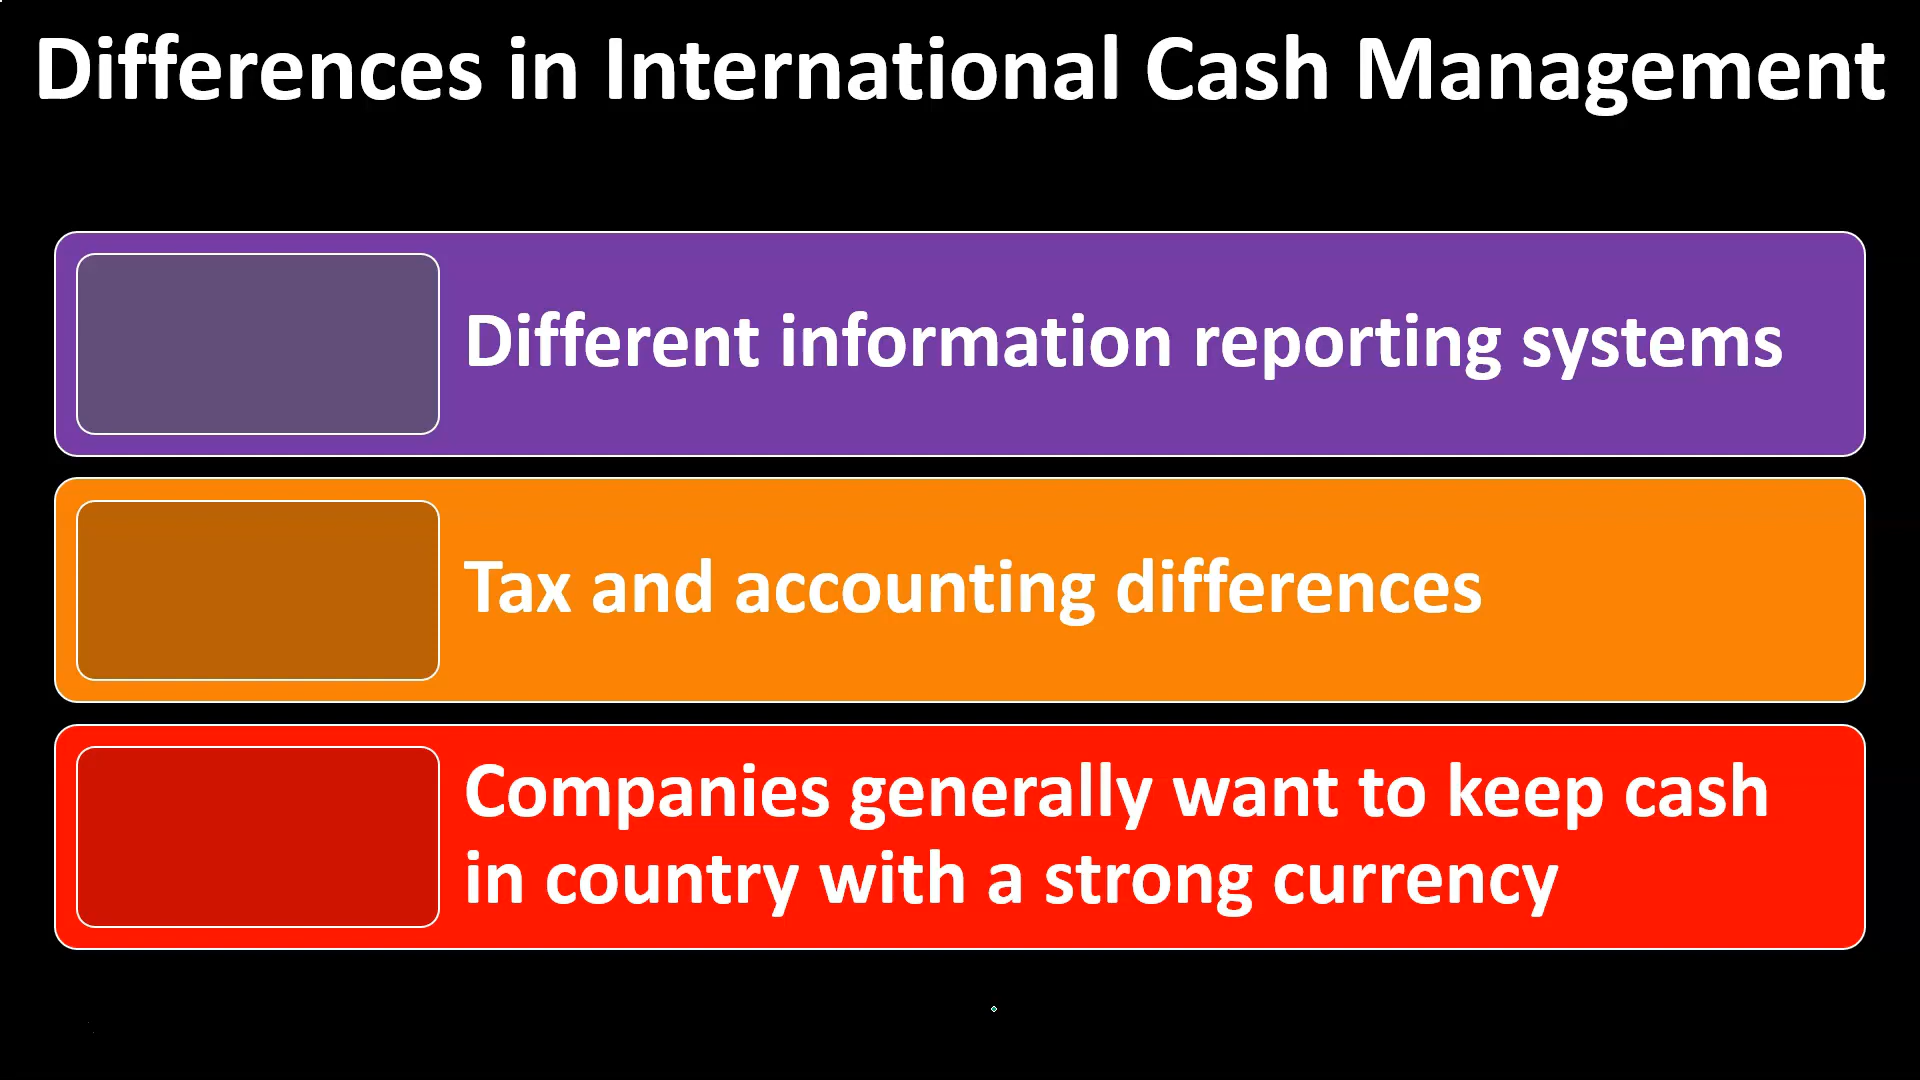 Differences in International Cash Management
Different information reporting systems
Tax and accounting differences
Companies generally want to keep cash
in country with a strong currency